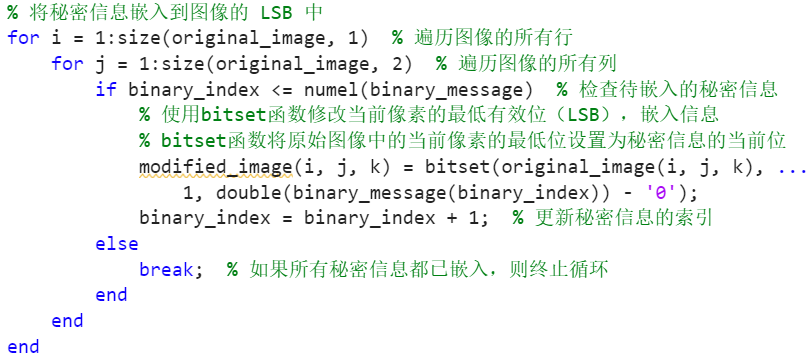 % 将秘密信息嵌入到图像的 LSB 中
for i = 1:size(original_image, 1)  % 遍历图像的所有行
    for j = 1:size(original_image, 2)  % 遍历图像的所有列
        if binary_index <= numel(binary_message)  % 检查待嵌入的秘密信息
            % 使用bitset函数修改当前像素的最低有效位（LSB），嵌入信息
            % bitset函数将原始图像中的当前像素的最低位设置为秘密信息的当前位
            modified_image(i, j, k) = bitset(original_image(i, j, k), ...
                1, double(binary_message(binary_index)) - '0');
            binary_index = binary_index + 1;  % 更新秘密信息的索引
        else
            break;  % 如果所有秘密信息都已嵌入，则终止循环
        end
    end
end